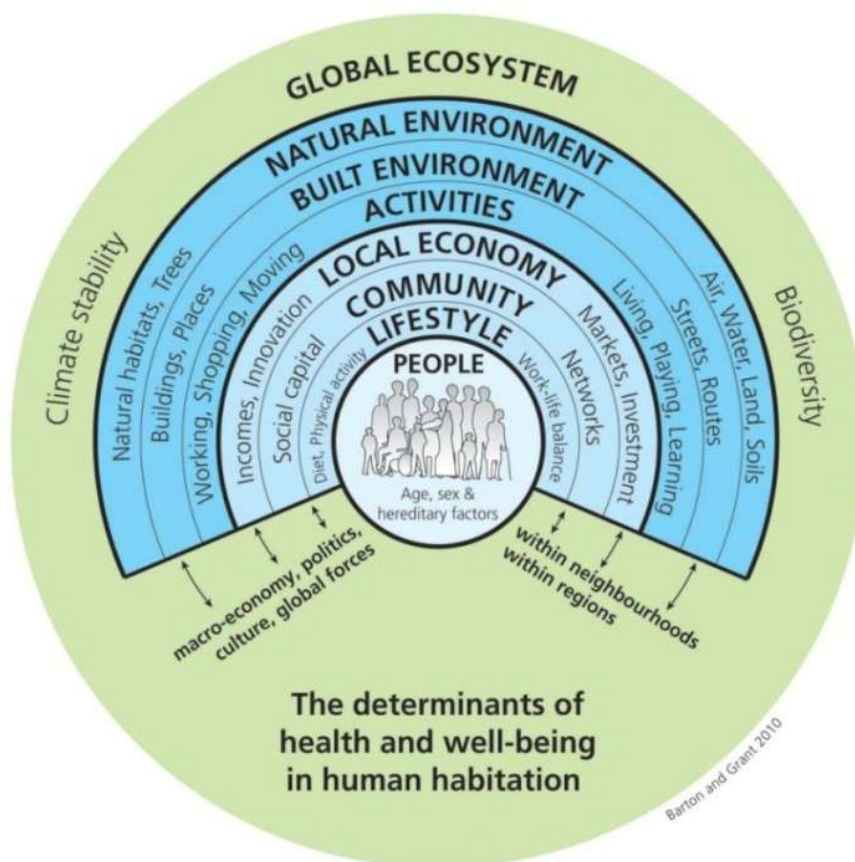 GLOBAL ECOSYSTEM
NATURAL ENVIRONMENT
BUILT ENVIRONMENT
ACTIVITIES
LOCAL ECONOMY
COMMUNITY
LIFESTYLE
PEOPLE
Age, sex &
hereditary factors
Climate stability
Natural habitats, Trees
Buildings, Places
Working, Shopping, Moving
Incomes, Innovation
Social capital
Diet, Physical activity
Work-life balance
Networks
Markets, Investment
Living, Playing, Learning
Streets, Routes
Air, Water, Land, Soils
Biodiversity
macro-economy, politics,
culture, global forces
within neighbourhoods
within regions
The determinants of
health and well-being
in human habitation
Barton and Grant 2010